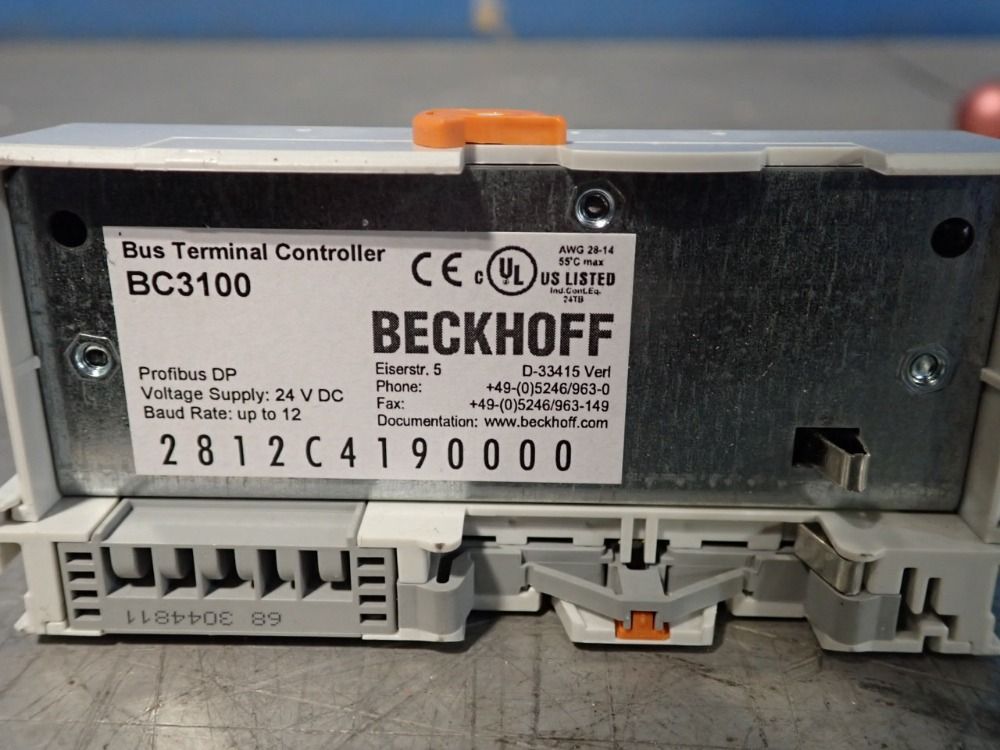 Bus Terminal Controller
BC3100
CE
C UL US LISTED
AWG 28-14
55°C max
Ind.Cont.Eq.
24TB
BECKHOFF
Eiserstr. 5 D-33415 Verl
Phone: +49-(0)5246/963-0
Fax: +49-(0)5246/963-149
Documentation: www.beckhoff.com
Profibus DP
Voltage Supply: 24 V DC
Baud Rate: up to 12
2812C4190000
68 3044811